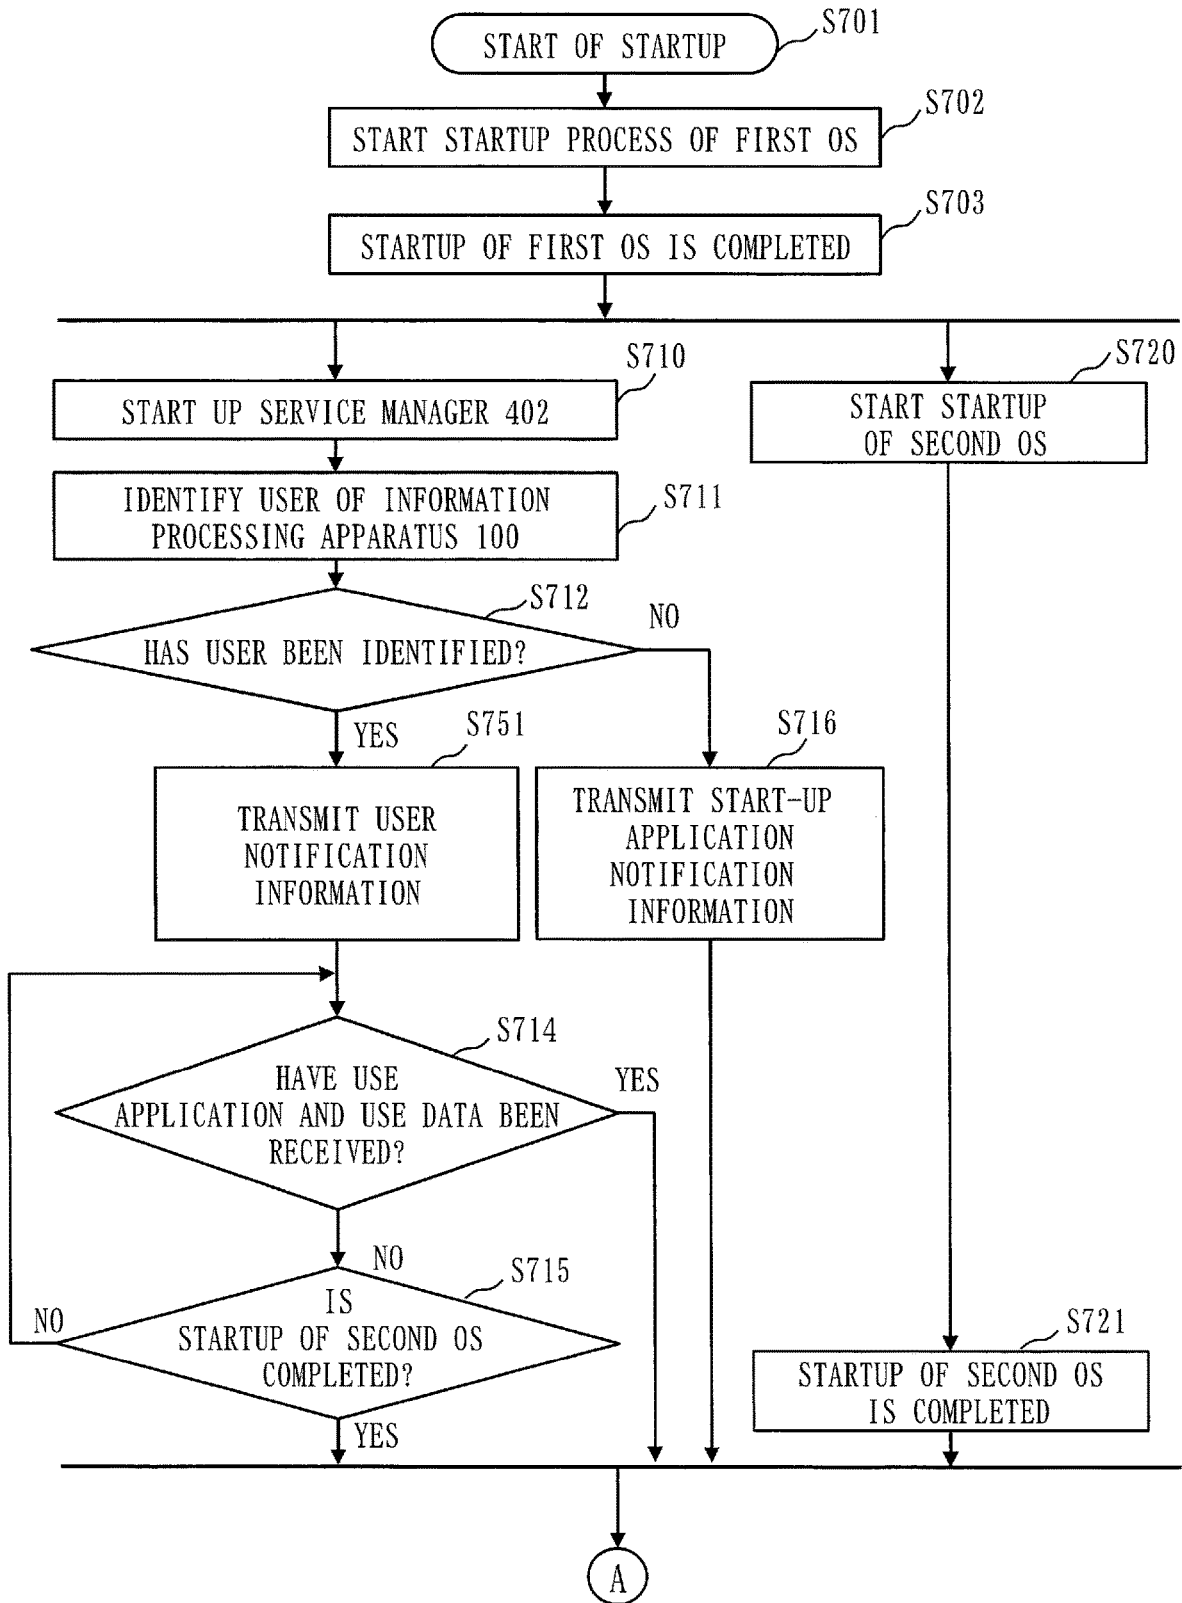 START OF STARTUP
S701
START STARTUP PROCESS OF FIRST OS
S702
STARTUP OF FIRST OS IS COMPLETED
S703
START UP SERVICE MANAGER 402
S710
START STARTUP
OF SECOND OS
S720
IDENTIFY USER OF INFORMATION
PROCESSING APPARATUS 100
S711
HAS USER BEEN IDENTIFIED?
S712
NO
YES
S751
TRANSMIT USER
NOTIFICATION
INFORMATION
S716
TRANSMIT START-UP
APPLICATION
NOTIFICATION
INFORMATION
S714
HAVE USE
APPLICATION AND USE DATA BEEN
RECEIVED?
YES
NO
S715
IS
STARTUP OF SECOND OS
COMPLETED?
NO
YES
S721
STARTUP OF SECOND OS
IS COMPLETED
A